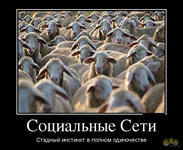 Социальные Сети
Стадный инстинкт в полном одиночестве